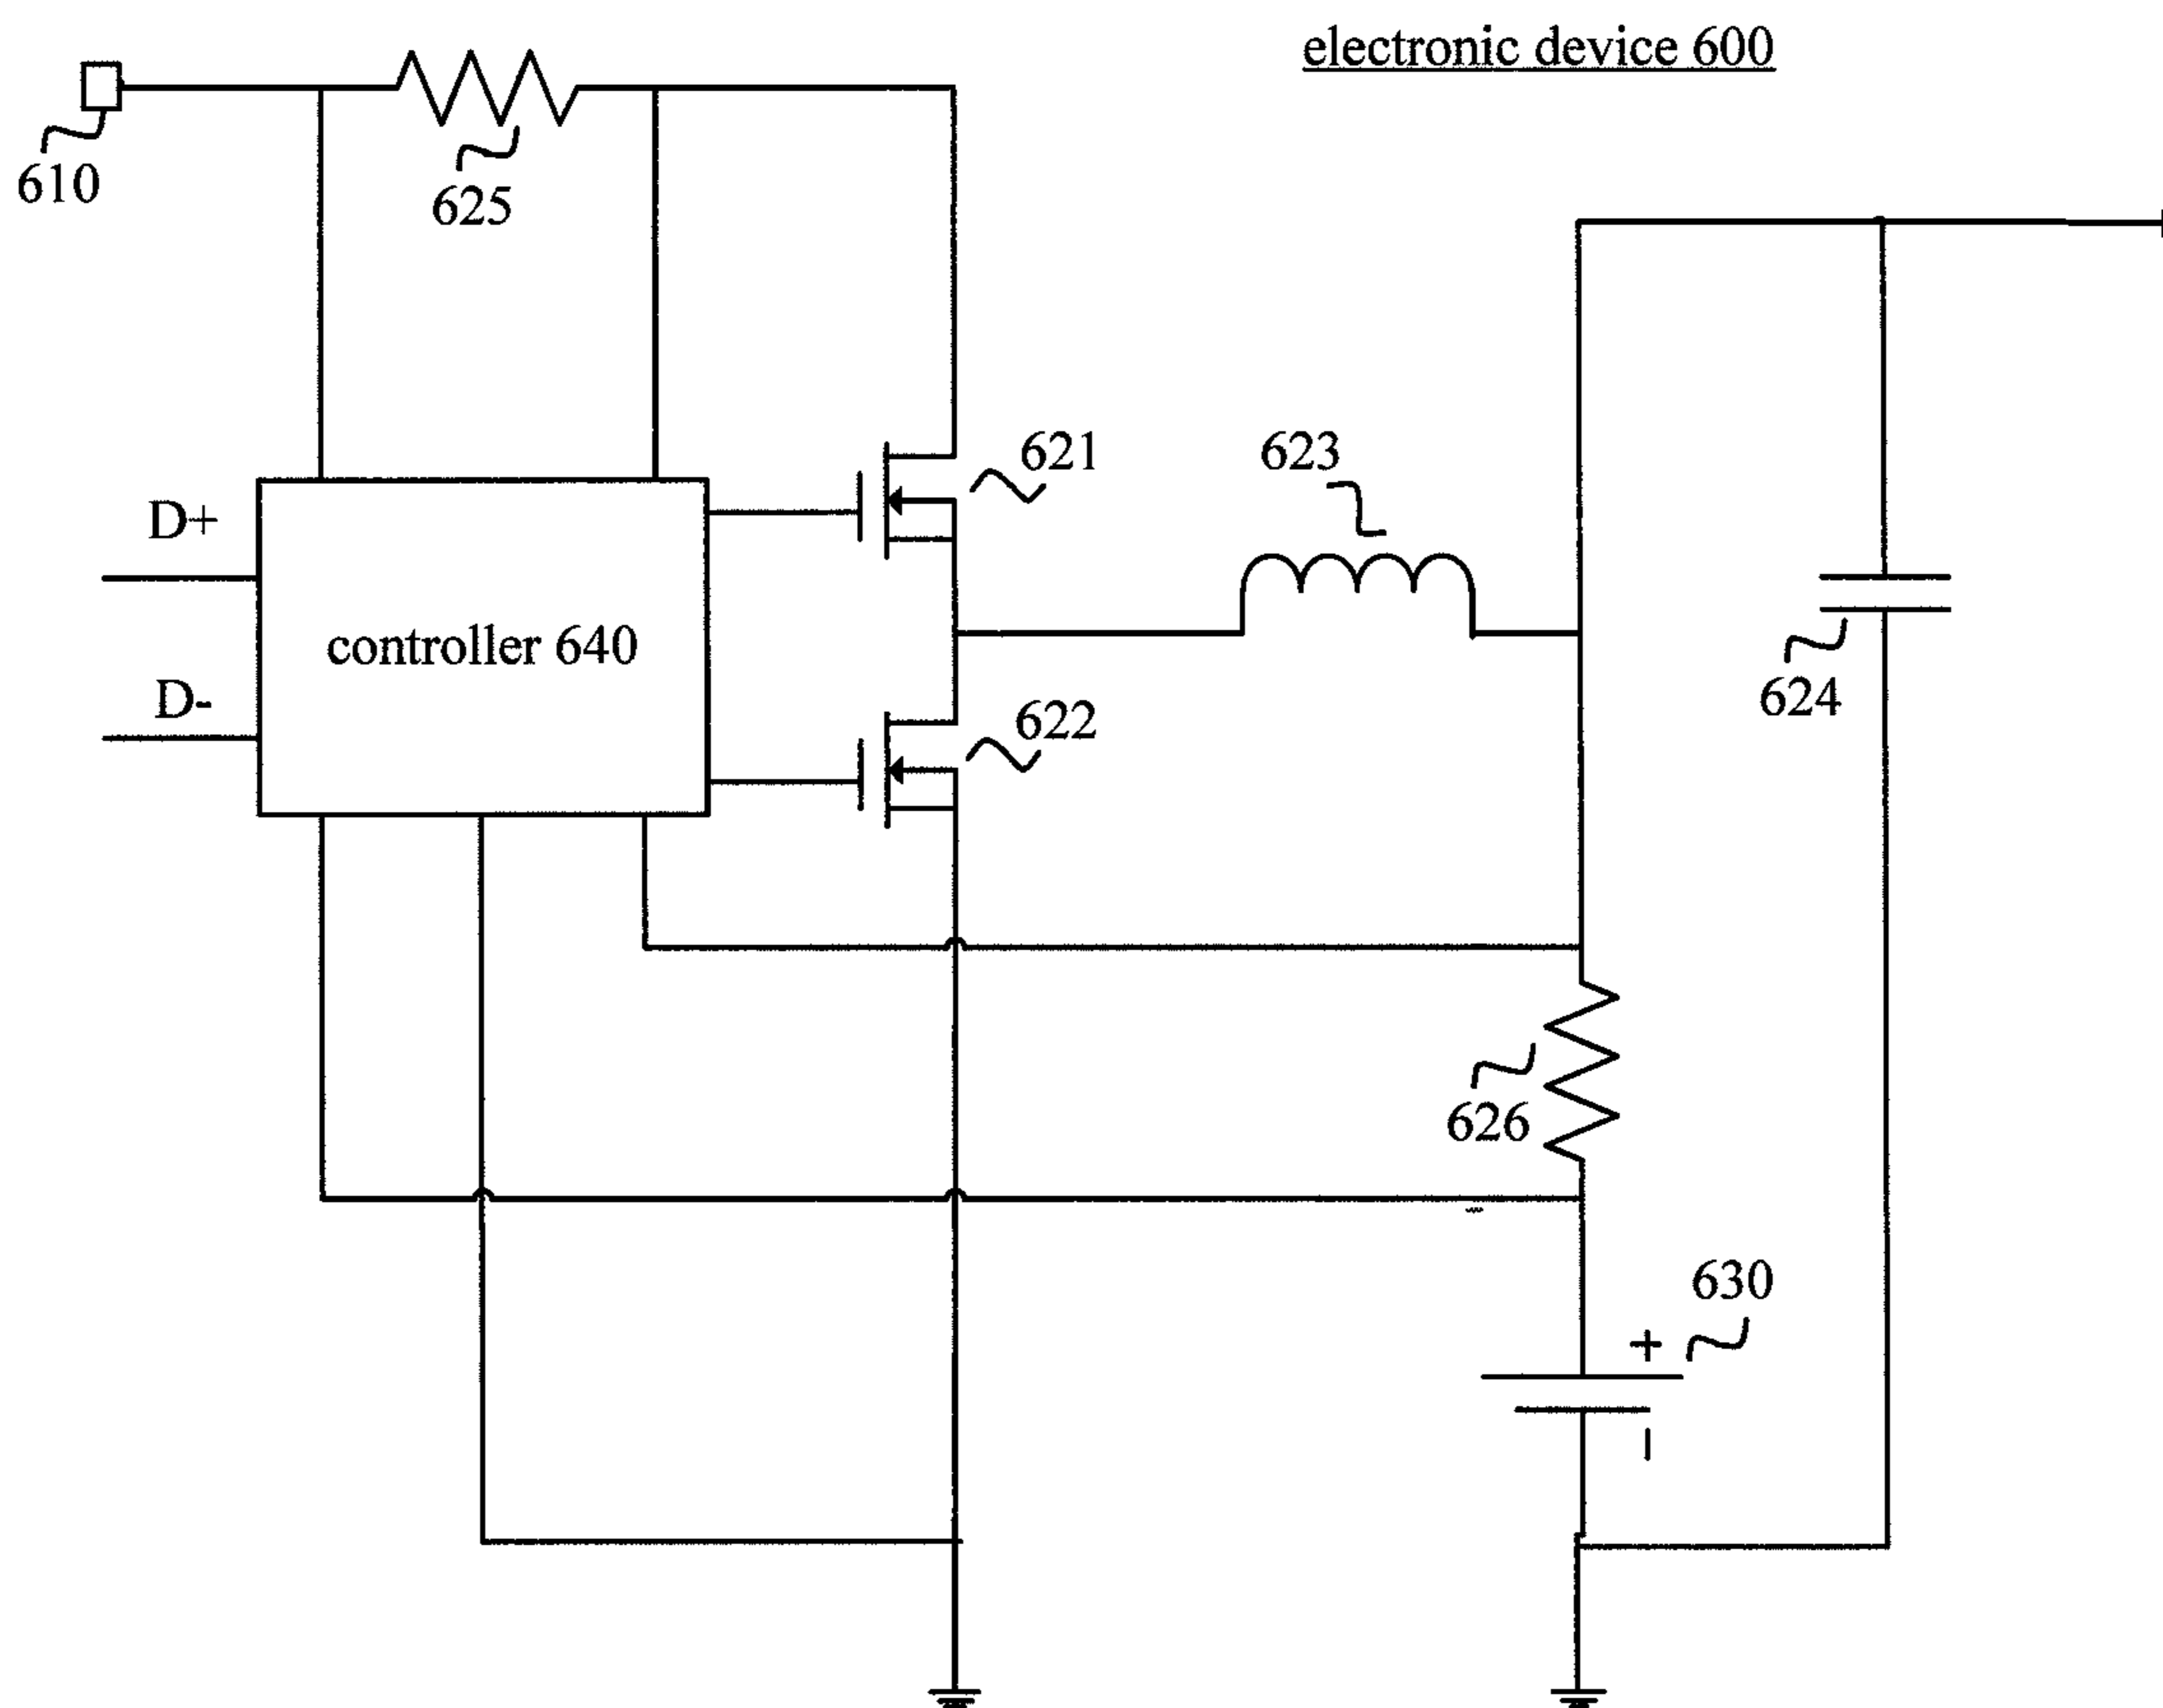 electronic device 600
610
625
621
623
D+
controller 640
D-
622
624
626
630
+
-